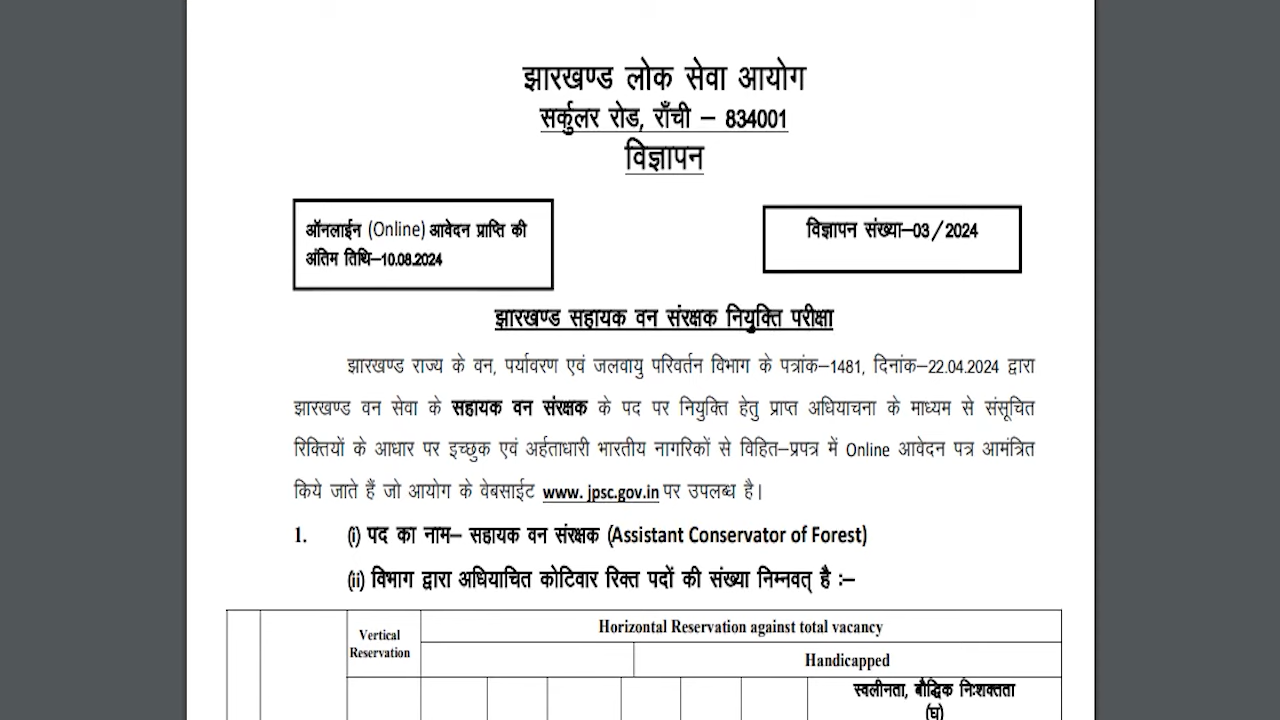 झारखण्ड लोक सेवा आयोग
सर्कुलर रोड, राँची – 834001
विज्ञापन
ऑनलाईन (Online) आवेदन प्राप्ति की
अंतिम तिथि–10.08.2024
विज्ञापन संख्या–03/2024
झारखण्ड सहायक वन संरक्षक नियुक्ति परीक्षा
झारखण्ड राज्य के वन, पर्यावरण एवं जलवायु परिवर्तन विभाग के पत्रांक–1481, दिनांक–22.04.2024 द्वारा
झारखण्ड वन सेवा के सहायक वन संरक्षक के पद पर नियुक्ति हेतु प्राप्त अधियाचना के माध्यम से संसूचित
रिक्तियों के आधार पर इच्छुक एवं अर्हताधारी भारतीय नागरिकों से विहित–प्रपत्र में Online आवेदन पत्र आमंत्रित
किये जाते हैं जो आयोग के वेबसाईट www. jpsc.gov.in पर उपलब्ध है।
1. (i) पद का नाम– सहायक वन संरक्षक (Assistant Conservator of Forest)
(ii) विभाग द्वारा अधियाचित कोटिवार रिक्त पदों की संख्या निम्नवत् है :–
Vertical
Reservation
Horizontal Reservation against total vacancy
Handicapped
स्वलीनता, बौद्धिक निःशक्तता
(घ)